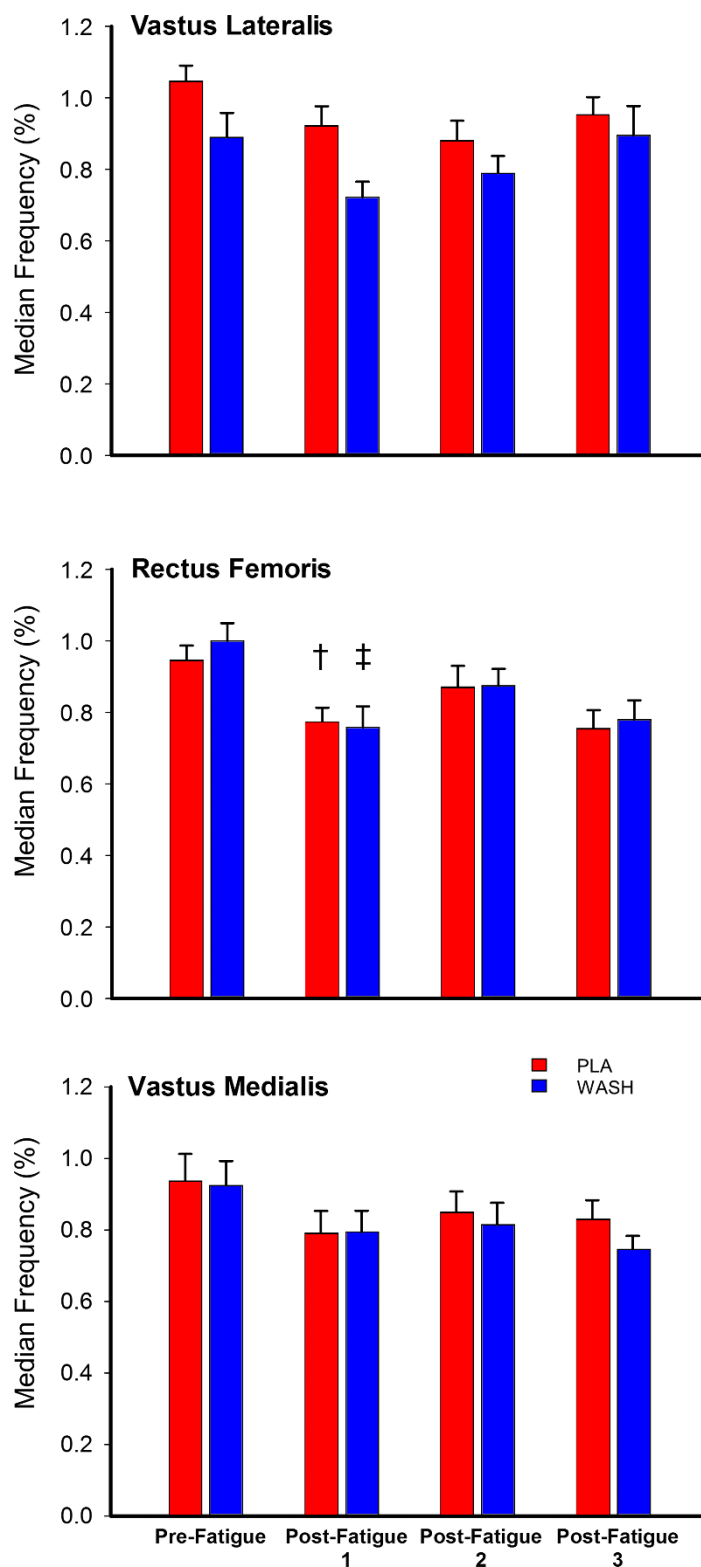 Vastus Lateralis
Median Frequency (%)
1.2
1.0
0.8
0.6
0.4
0.2
0.0
Rectus Femoris
Median Frequency (%)
1.2
1.0
0.8
0.6
0.4
0.2
0.0
† ‡
Vastus Medialis
PLA
WASH
Median Frequency (%)
1.2
1.0
0.8
0.6
0.4
0.2
0.0
Pre-Fatigue Post-Fatigue Post-Fatigue Post-Fatigue
1 2 3